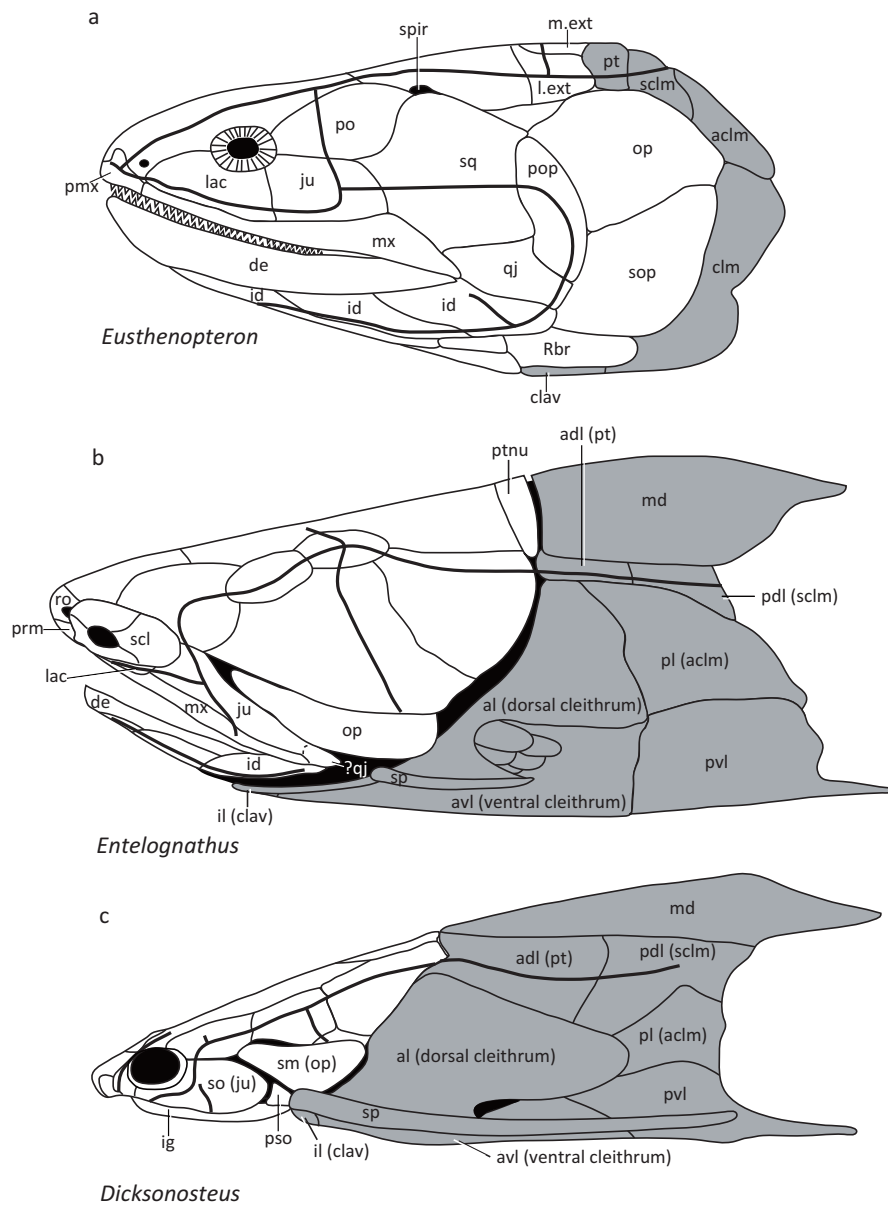 a
m.ext
spir
pt
l.ext
sclm
po
aclm
op
sq
pop
lac
ju
pmx
mx
de
qj
sop
clm
id
id
id
Rbr
Eusthenopteron
clav
b
adl (pt)
ptnu
md
ro
pdl (sclm)
prm
scl
lac
pl (aclm)
de
mx
ju
al (dorsal cleithrum)
op
id
?qj
sp
pvl
avl (ventral cleithrum)
il (clav)
Entelognathus
c
md
adl (pt)
pdl (sclm)
pl (aclm)
al (dorsal cleithrum)
sm (op)
so (ju)
pvl
sp
ig
pso
il (clav)
avl (ventral cleithrum)
Dicksonosteus